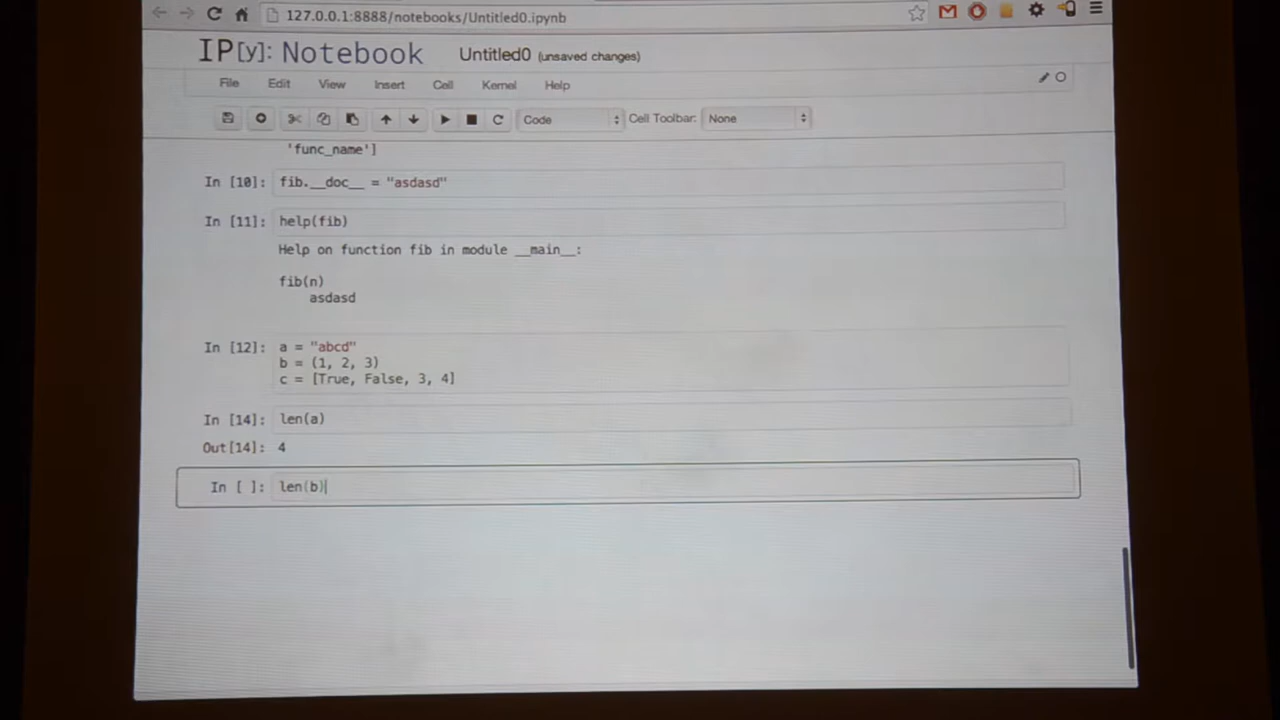 127.0.0.1:8888/notebooks/Untitled0.ipynb
IP[y]: Notebook Untitled0 (unsaved changes)
File Edit View Insert Cell Kernel Help
Code Cell Toolbar: None
'func_name']
In [10]: fib.__doc__ = "asdasd"
In [11]: help(fib)
Help on function fib in module __main__:
fib(n)
asdasd
In [12]: a = "abcd"
b = (1, 2, 3)
c = [True, False, 3, 4]
In [14]: len(a)
Out[14]: 4
In [ ]: len(b)